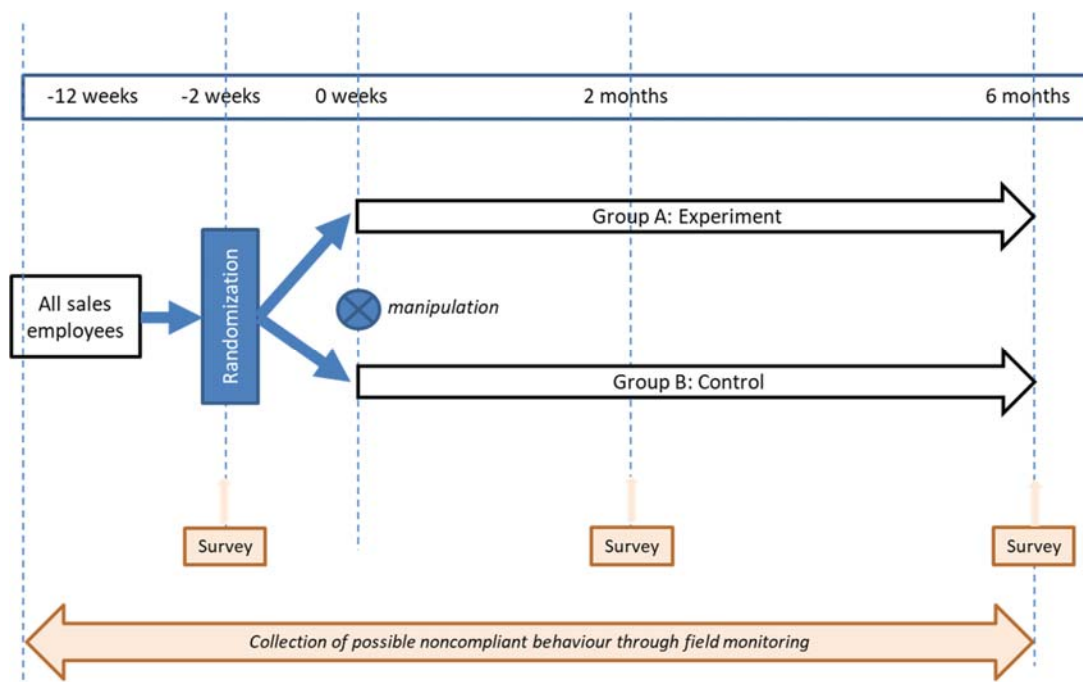 -12 weeks
-2 weeks
0 weeks
2 months
6 months
Group A: Experiment
All sales
employees
Randomization
manipulation
Group B: Control
Survey
Survey
Survey
Collection of possible noncompliant behaviour through field monitoring